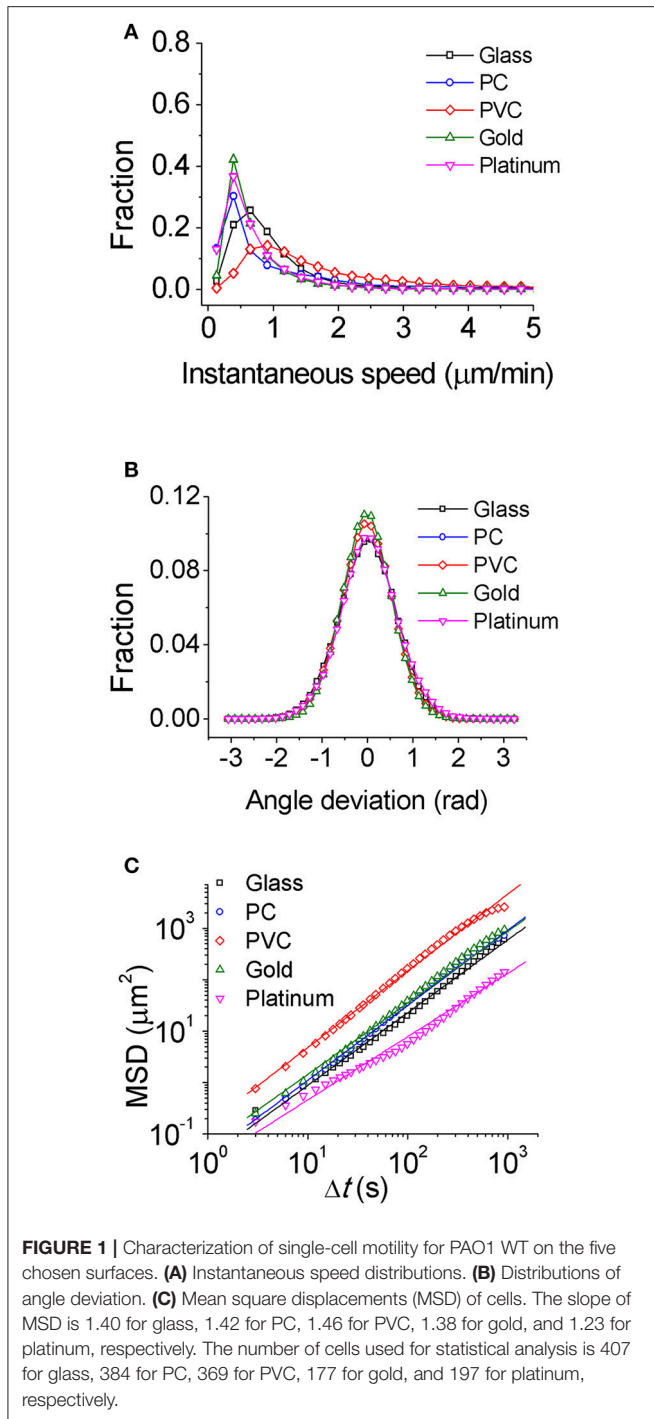 A
0.8
0.6
0.4
0.2
0.0
Fraction
Glass
PC
PVC
Gold
Platinum
0 1 2 3 4 5
Instantaneous speed (μm/min)
B
0.12
0.08
0.04
0.00
Fraction
Glass
PC
PVC
Gold
Platinum
-3 -2 -1 0 1 2 3
Angle deviation (rad)
C
Glass
PC
PVC
Gold
Platinum
10³
10¹
10⁻¹
MSD (μm²)
10⁰ 10¹ 10² 10³
Δt (s)
FIGURE 1 | Characterization of single-cell motility for PAO1 WT on the five
chosen surfaces. (A) Instantaneous speed distributions. (B) Distributions of
angle deviation. (C) Mean square displacements (MSD) of cells. The slope of
MSD is 1.40 for glass, 1.42 for PC, 1.46 for PVC, 1.38 for gold, and 1.23 for
platinum, respectively. The number of cells used for statistical analysis is 407
for glass, 384 for PC, 369 for PVC, 177 for gold, and 197 for platinum,
respectively.